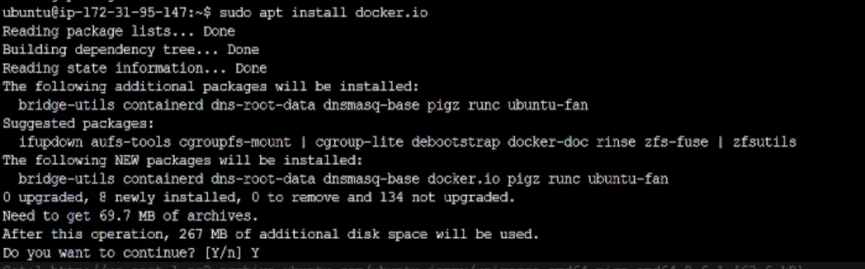 ubuntu@ip-172-31-95-147:~$ sudo apt install docker.io
Reading package lists... Done
Building dependency tree... Done
Reading state information... Done
The following additional packages will be installed:
  bridge-utils containerd dns-root-data dnsmasq-base pigz runc ubuntu-fan
Suggested packages:
  ifupdown aufs-tools cgroupfs-mount | cgroup-lite debootstrap docker-doc rinse zfs-fuse | zfsutils
The following NEW packages will be installed:
  bridge-utils containerd dns-root-data dnsmasq-base docker.io pigz runc ubuntu-fan
0 upgraded, 8 newly installed, 0 to remove and 134 not upgraded.
Need to get 69.7 MB of archives.
After this operation, 267 MB of additional disk space will be used.
Do you want to continue? [Y/n] Y